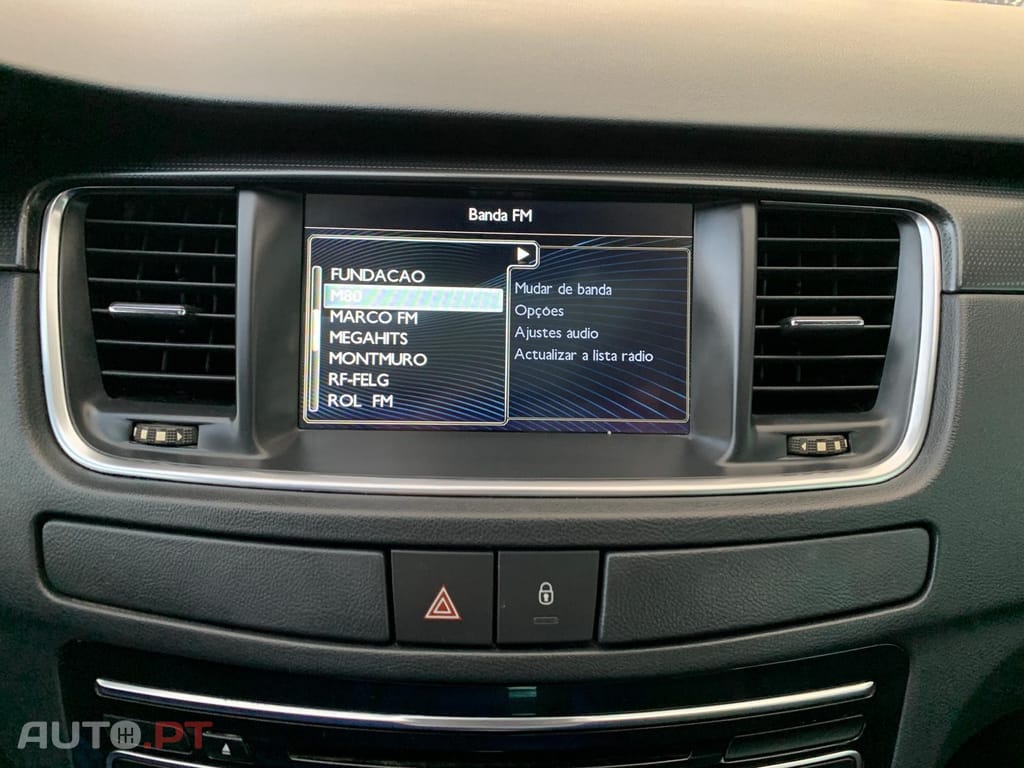 Banda FM
FUNDACAO
M80
MARCO FM
MEGAHITS
MONTMURO
RF-FELG
ROL FM
Mudar de banda
Opções
Ajustes audio
Actualizar a lista radio
AUTO.PT